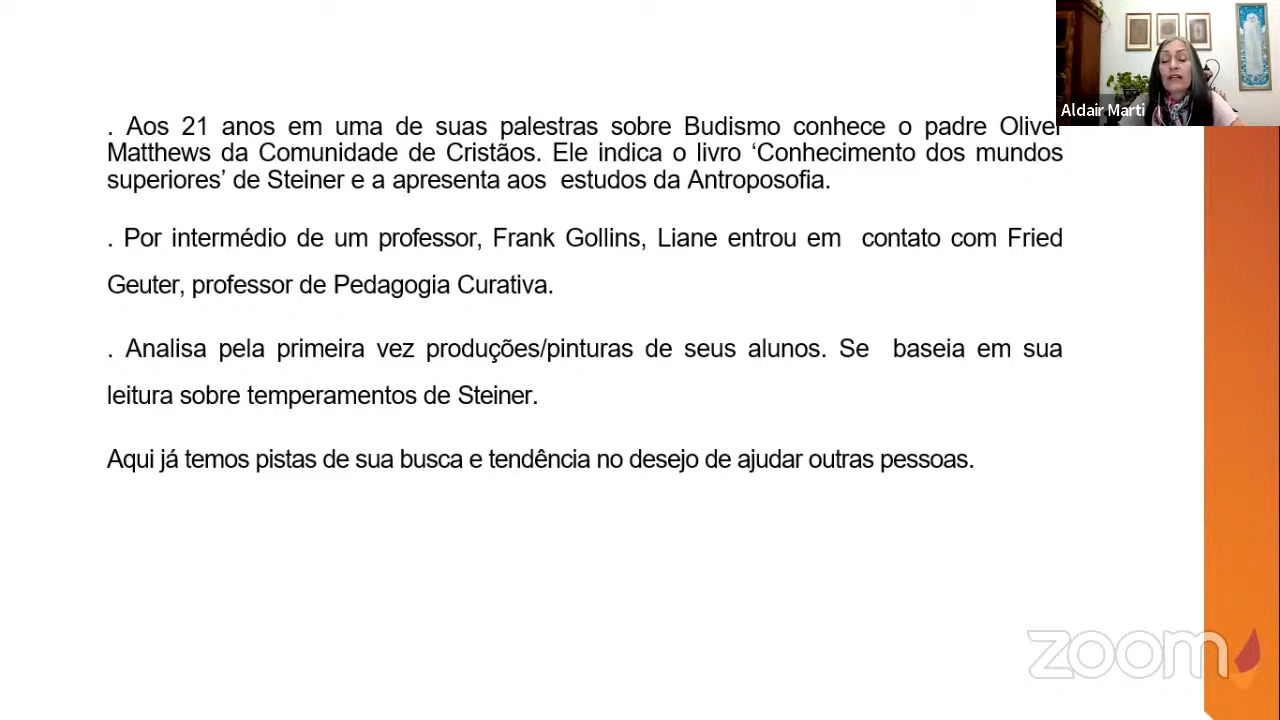 . Aos 21 anos em uma de suas palestras sobre Budismo conhece o padre Oliver
Matthews da Comunidade de Cristãos. Ele indica o livro ‘Conhecimento dos mundos
superiores’ de Steiner e a apresenta aos estudos da Antroposofia.
. Por intermédio de um professor, Frank Gollins, Liane entrou em contato com Fried
Geuter, professor de Pedagogia Curativa.
. Analisa pela primeira vez produções/pinturas de seus alunos. Se baseia em sua
leitura sobre temperamentos de Steiner.
Aqui já temos pistas de sua busca e tendência no desejo de ajudar outras pessoas.
Aldair Marti
zoom